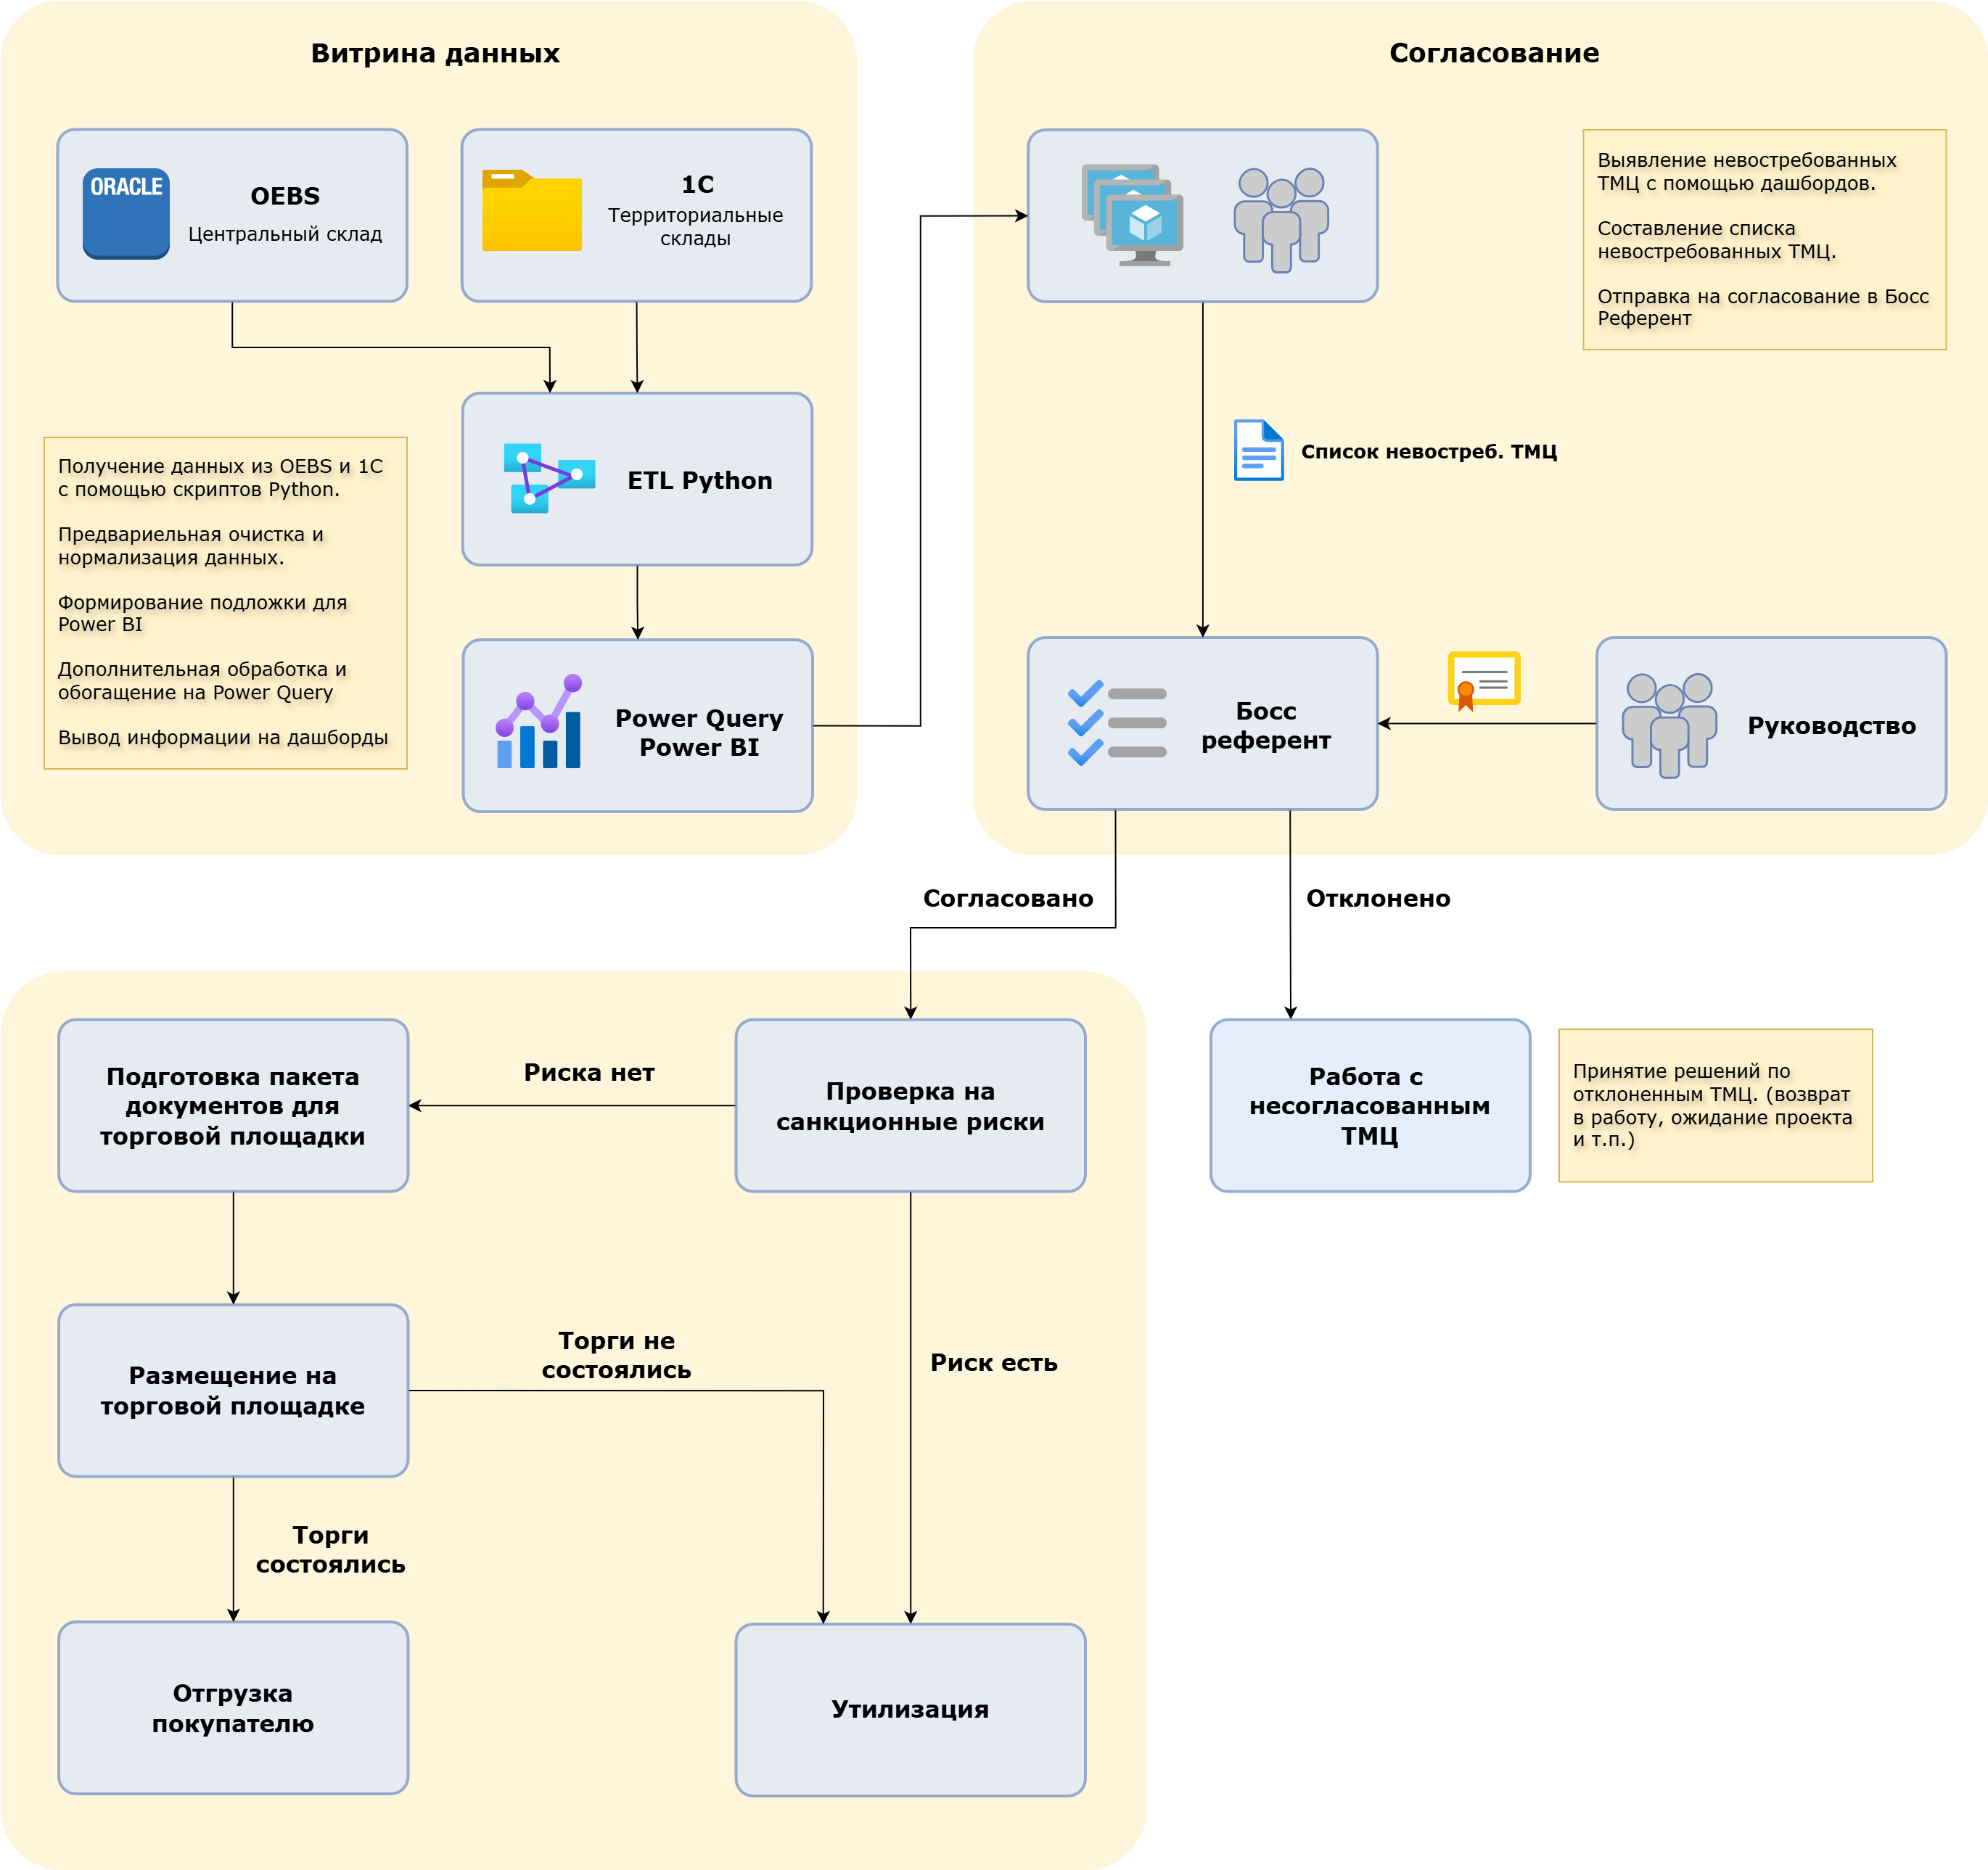 Витрина данных
ORACLE
OEBS
Центральный склад
1C
Территориальные
склады
Получение данных из OEBS и 1С
с помощью скриптов Python.
Предвариельная очистка и
нормализация данных.
Формирование подложки для
Power BI
Дополнительная обработка и
обогащение на Power Query
Вывод информации на дашборды
ETL Python
Power Query
Power BI
Согласование
Выявление невостребованных
ТМЦ с помощью дашбордов.
Составление списка
невостребованных ТМЦ.
Отправка на согласование в Босс
Референт
Список невостреб. ТМЦ
Босс
референт
Руководство
Согласовано
Отклонено
Подготовка пакета
документов для
торговой площадки
Риска нет
Проверка на
санкционные риски
Работа с
несогласованным
ТМЦ
Принятие решений по
отклоненным ТМЦ. (возврат
в работу, ожидание проекта
и т.п.)
Размещение на
торговой площадке
Торги не
состоялись
Риск есть
Торги
состоялись
Отгрузка
покупателю
Утилизация